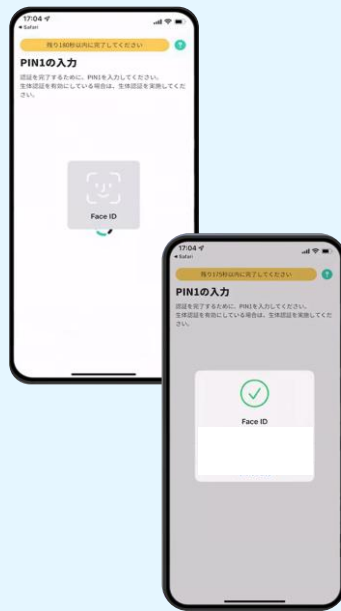 17:04
◀ Safari
残り180秒以内に完了してください
?
PIN1の入力
認証を完了するために、PIN1を入力してください。
生体認証を有効にしている場合は、生体認証を実施してくだ
さい。
Face ID
17:04
◀ Safari
残り175秒以内に完了してください
?
PIN1の入力
認証を完了するために、PIN1を入力してください。
生体認証を有効にしている場合は、生体認証を実施してくだ
さい。
Face ID